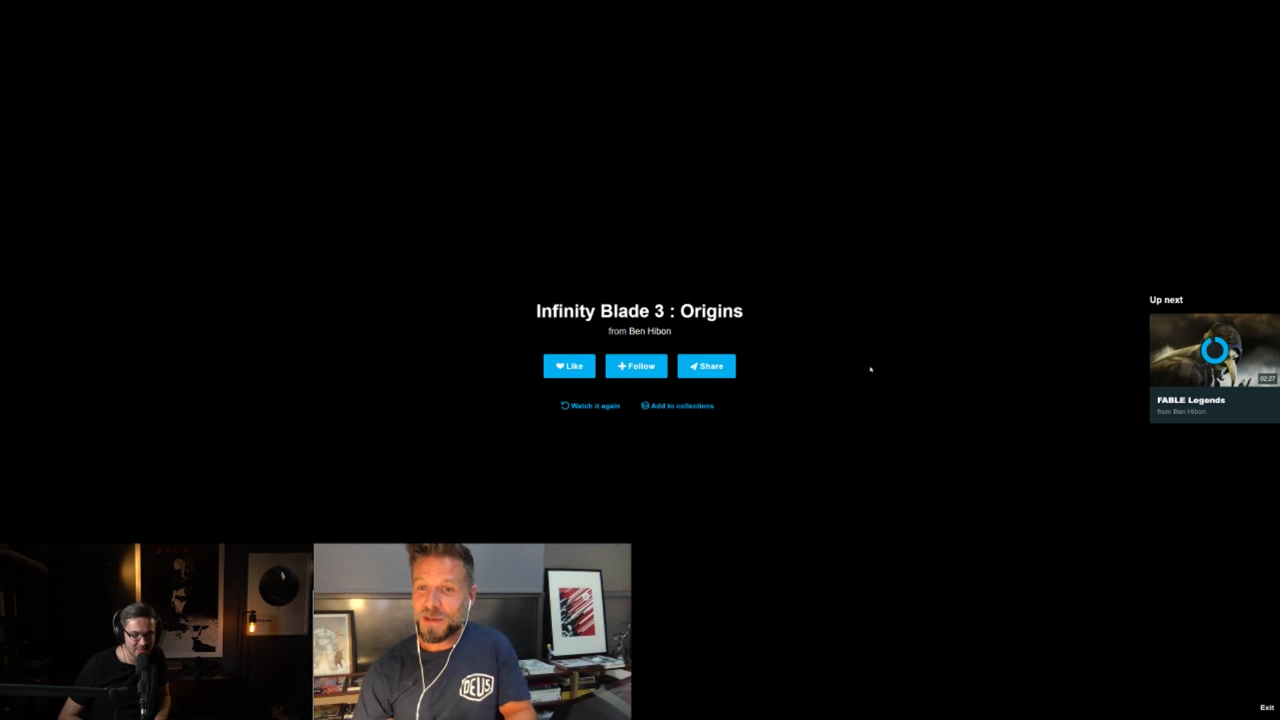 Infinity Blade 3 : Origins
from Ben Hibon
Like
Follow
Share
Watch it again
Add to collections
Up next
02:27
FABLE Legends
from Ben Hibon
DEUS
Exit